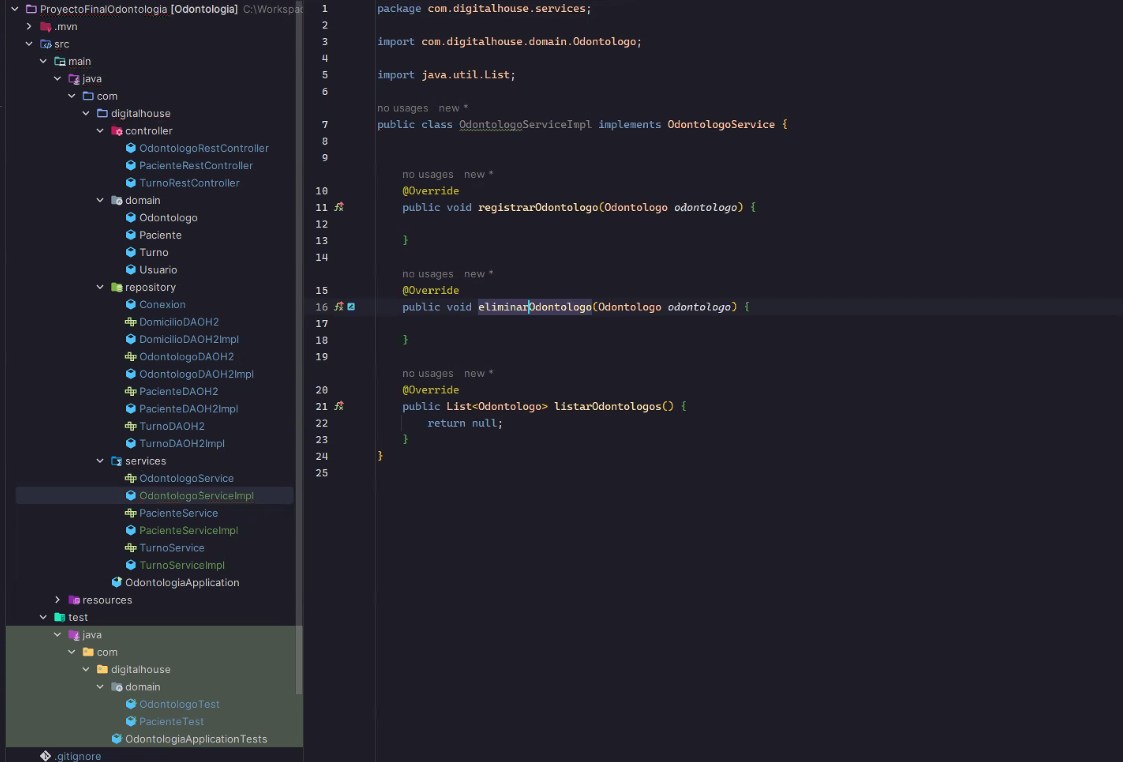 ProyectoFinalOdontologia [Odontologia] C:\Workspac
.mvn
src
main
java
com
digitalhouse
controller
OdontologoRestController
PacienteRestController
TurnoRestController
domain
Odontologo
Paciente
Turno
Usuario
repository
Conexion
DomicilioDAOH2
DomicilioDAOH2Impl
OdontologoDAOH2
OdontologoDAOH2Impl
PacienteDAOH2
PacienteDAOH2Impl
TurnoDAOH2
TurnoDAOH2Impl
services
OdontologoService
OdontologoServiceImpl
PacienteService
PacienteServiceImpl
TurnoService
TurnoServiceImpl
OdontologiaApplication
resources
test
java
com
digitalhouse
domain
OdontologoTest
PacienteTest
OdontologiaApplicationTests
.gitignore
1 package com.digitalhouse.services;
2
3 import com.digitalhouse.domain.Odontologo;
4
5 import java.util.List;
6
no usages new *
7 public class OdontologoServiceImpl implements OdontologoService {
8
9
no usages new *
10 @Override
11 public void registrarOdontologo(Odontologo odontologo) {
12
13 }
14
no usages new *
15 @Override
16 public void eliminarOdontologo(Odontologo odontologo) {
17
18 }
19
no usages new *
20 @Override
21 public List<Odontologo> listarOdontologos() {
22 return null;
23 }
24 }
25